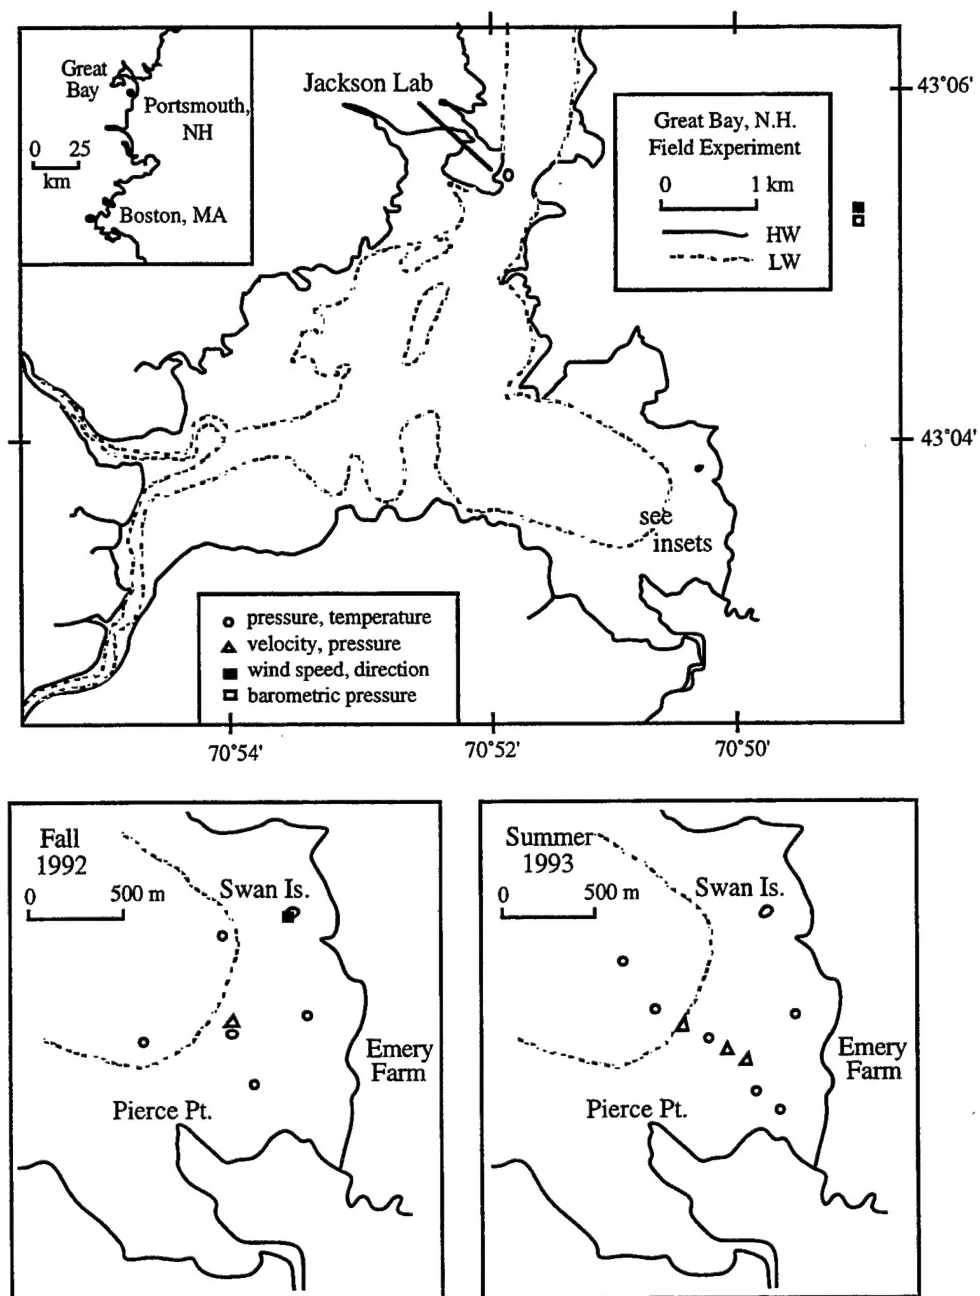 Great
Bay
Portsmouth,
NH
0 25
km
Boston, MA
Jackson Lab
Great Bay, N.H.
Field Experiment
0 1 km
HW
LW
43°06'
43°04'
see
insets
pressure, temperature
velocity, pressure
wind speed, direction
barometric pressure
70°54'
70°52'
70°50'
Fall
1992
0 500 m
Swan Is.
Emery
Farm
Pierce Pt.
Summer
1993
0 500 m
Swan Is.
Emery
Farm
Pierce Pt.